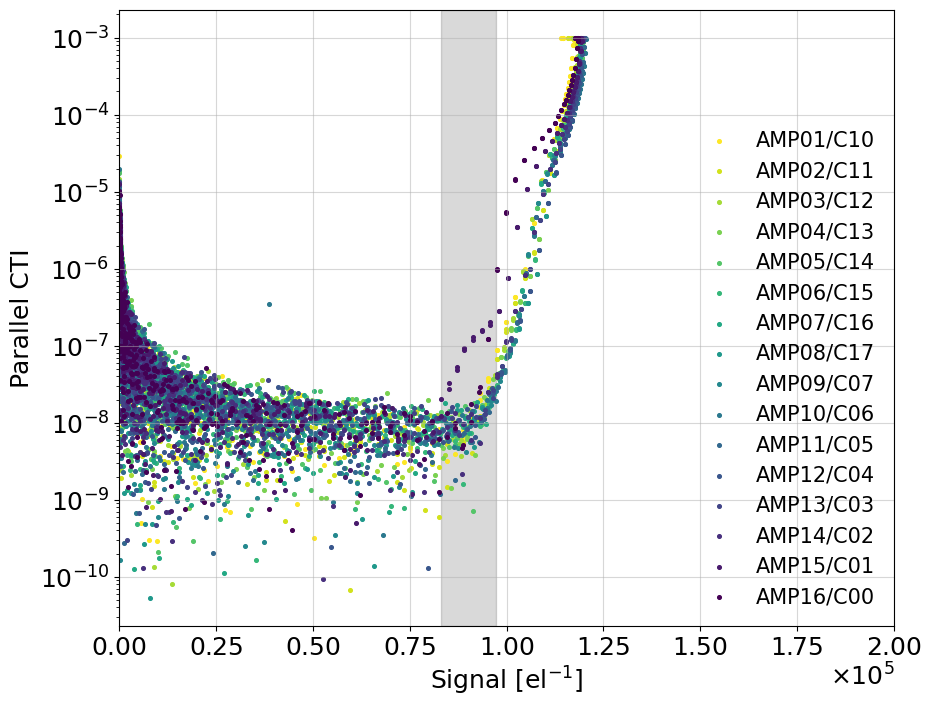 10⁻³
10⁻⁴
10⁻⁵
10⁻⁶
10⁻⁷
10⁻⁸
10⁻⁹
10⁻¹⁰
Parallel CTI
AMP01/C10
AMP02/C11
AMP03/C12
AMP04/C13
AMP05/C14
AMP06/C15
AMP07/C16
AMP08/C17
AMP09/C07
AMP10/C06
AMP11/C05
AMP12/C04
AMP13/C03
AMP14/C02
AMP15/C01
AMP16/C00
0.00 0.25 0.50 0.75 1.00 1.25 1.50 1.75 2.00
×10⁵
Signal [el⁻¹]